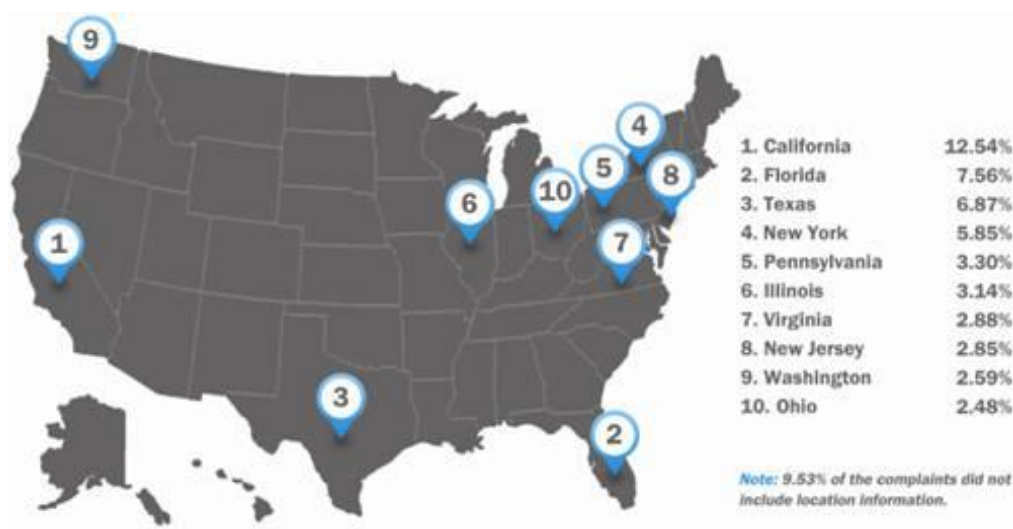 9
4
5
8
10
6
7
1
3
2
1. California 12.54%
2. Florida 7.56%
3. Texas 6.87%
4. New York 5.85%
5. Pennsylvania 3.30%
6. Illinois 3.14%
7. Virginia 2.88%
8. New Jersey 2.85%
9. Washington 2.59%
10. Ohio 2.48%
Note: 9.53% of the complaints did not
include location information.